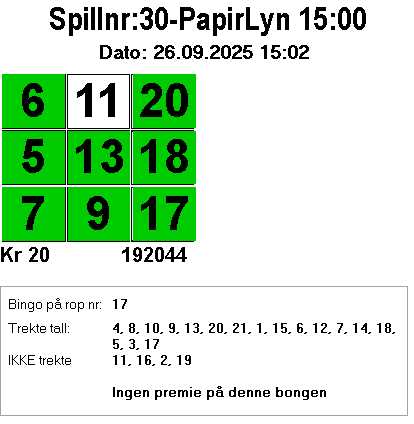 Spillnr:30-PapirLyn 15:00
Dato: 26.09.2025 15:02
6 11 20
5 13 18
7 9 17
Kr 20 192044
Bingo på rop nr: 17
Trekte tall: 4, 8, 10, 9, 13, 20, 21, 1, 15, 6, 12, 7, 14, 18,
5, 3, 17
IKKE trekte 11, 16, 2, 19
Ingen premie på denne bongen